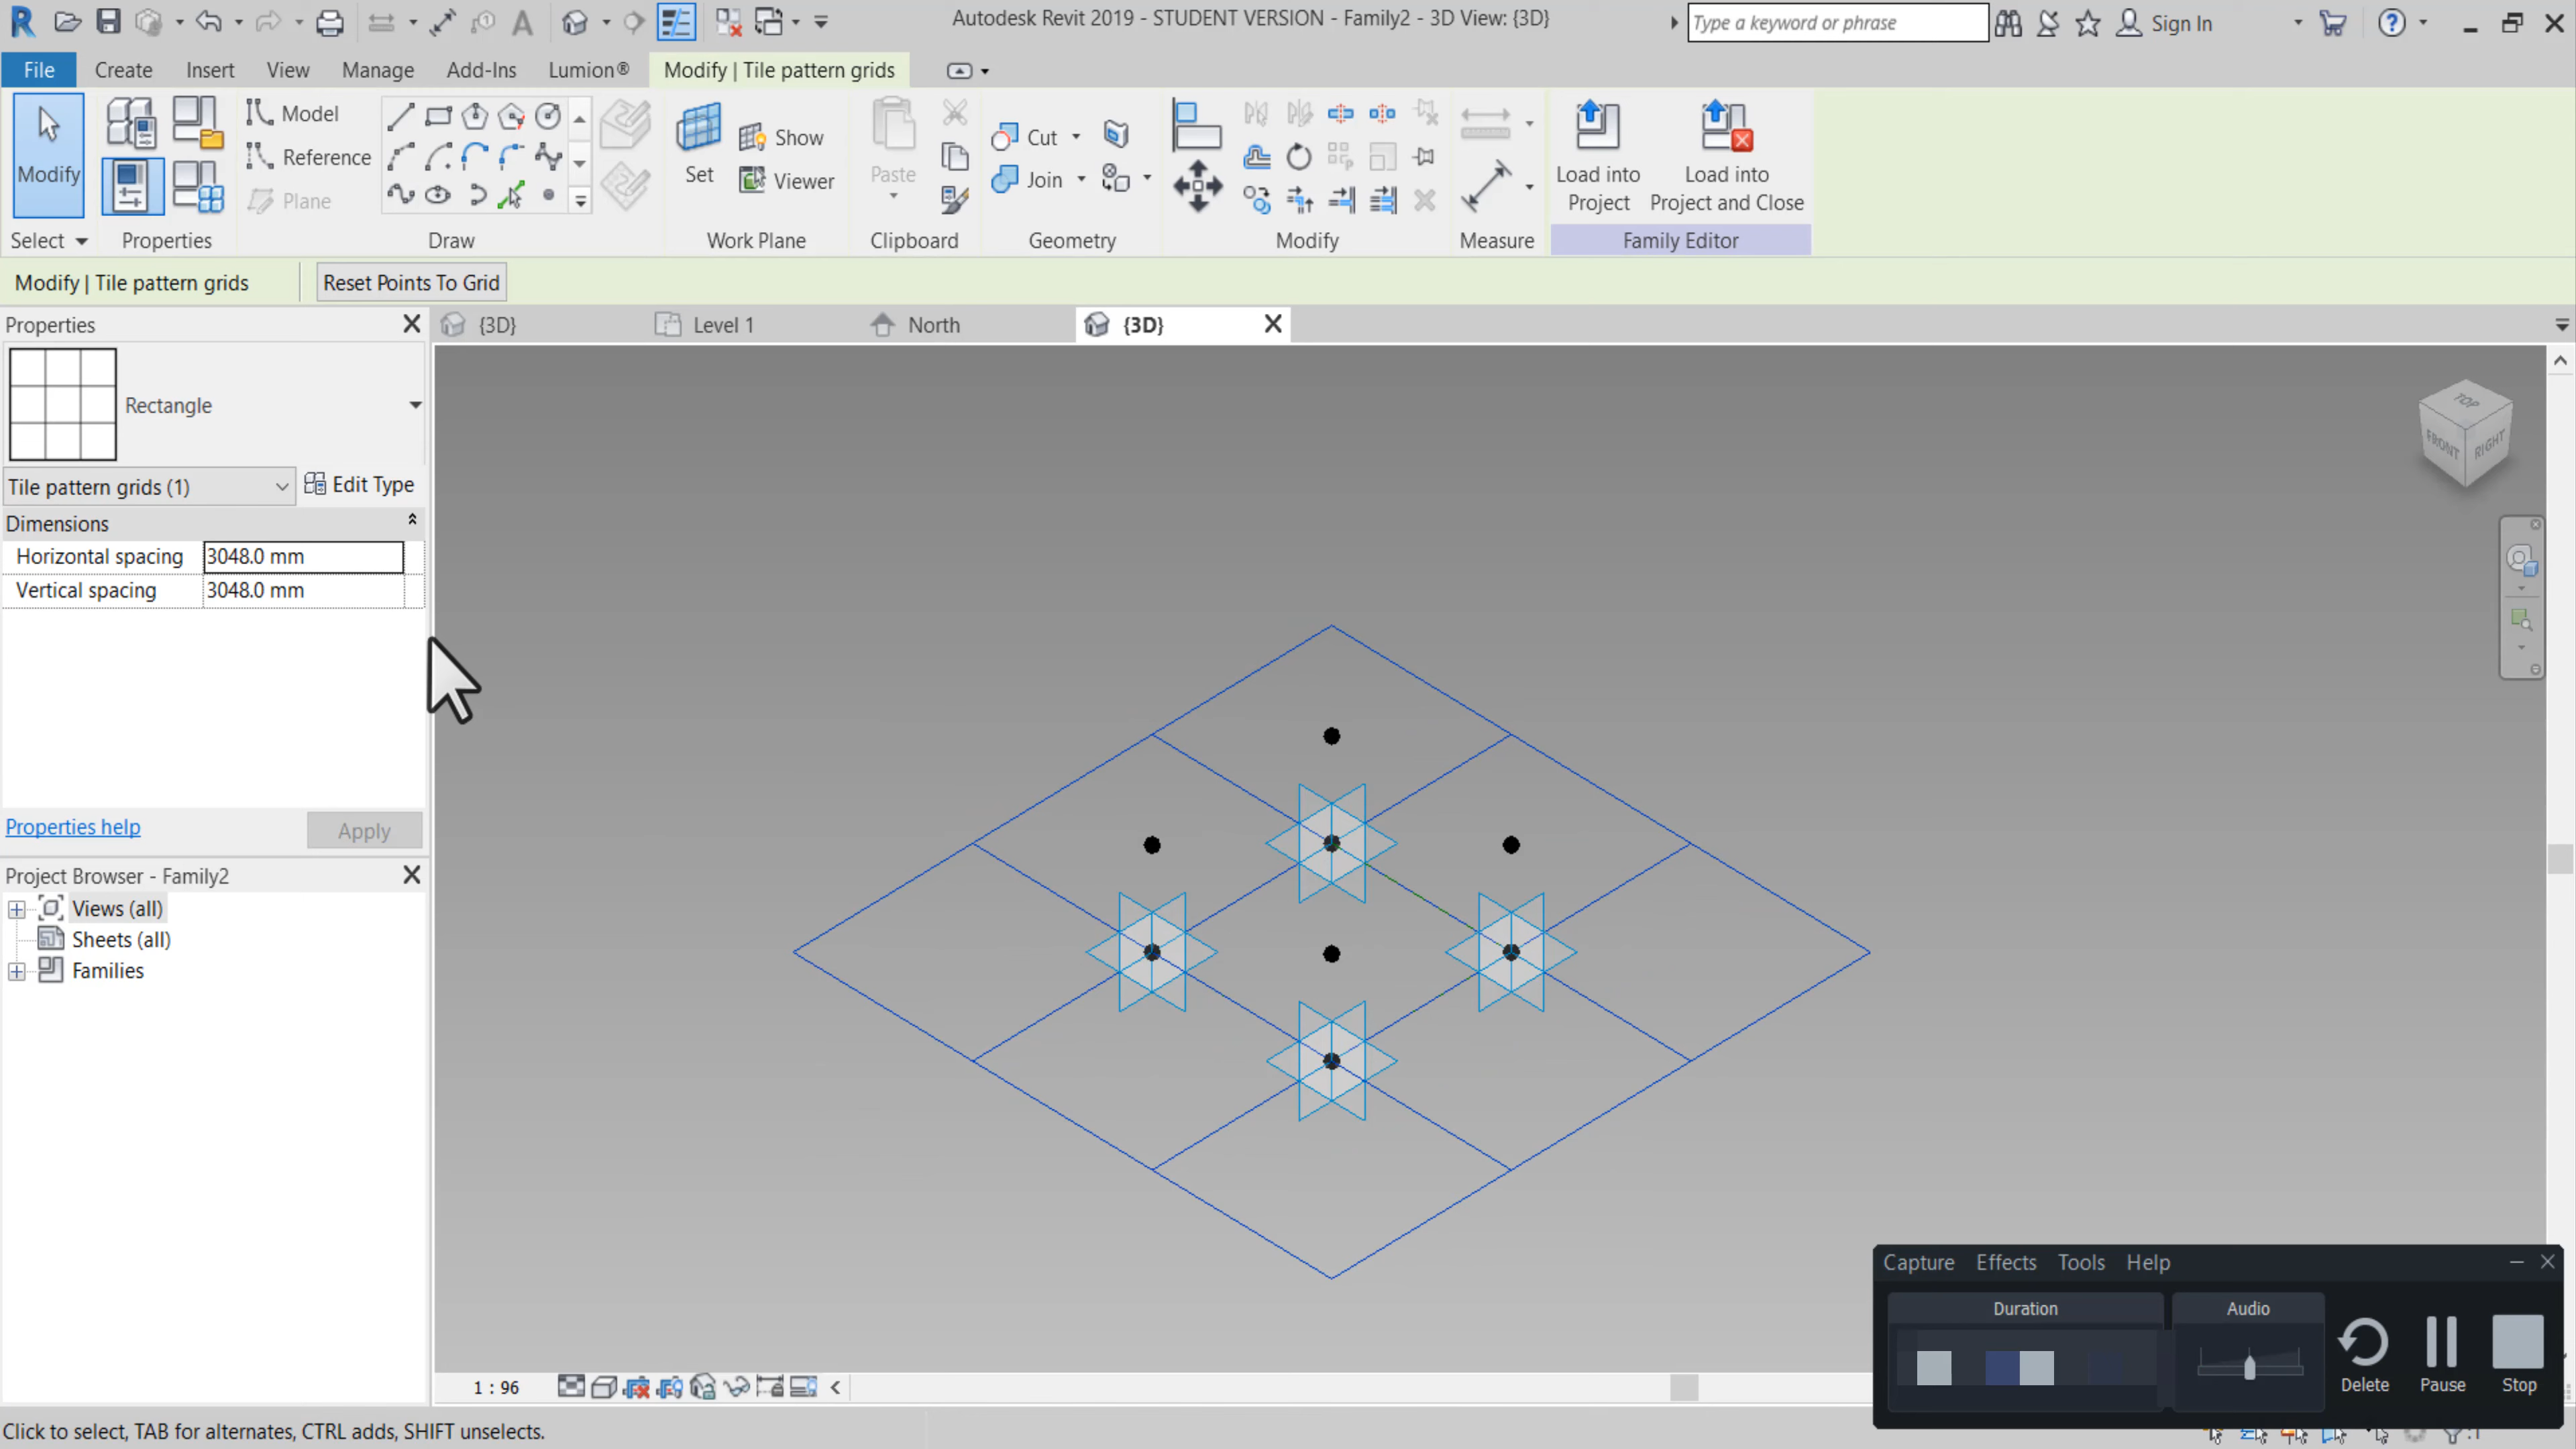 Autodesk Revit 2019 - STUDENT VERSION - Family2 - 3D View: {3D}
Type a keyword or phrase
Sign In
File Create Insert View Manage Add-Ins Lumion® Modify | Tile pattern grids
Modify
Model
Reference
Plane
Set
Show
Viewer
Paste
Cut
Join
Load into Project
Load into Project and Close
Select Properties Draw Work Plane Clipboard Geometry Modify Measure Family Editor
Modify | Tile pattern grids Reset Points To Grid
Properties
{3D} Level 1 North {3D}
Rectangle
Tile pattern grids (1) Edit Type
Dimensions
Horizontal spacing 3048.0 mm
Vertical spacing 3048.0 mm
Properties help Apply
Project Browser - Family2
Views (all)
Sheets (all)
Families
TOP
FRONT RIGHT
Capture Effects Tools Help
Duration Audio
Delete Pause Stop
1 : 96
Click to select, TAB for alternates, CTRL adds, SHIFT unselects.